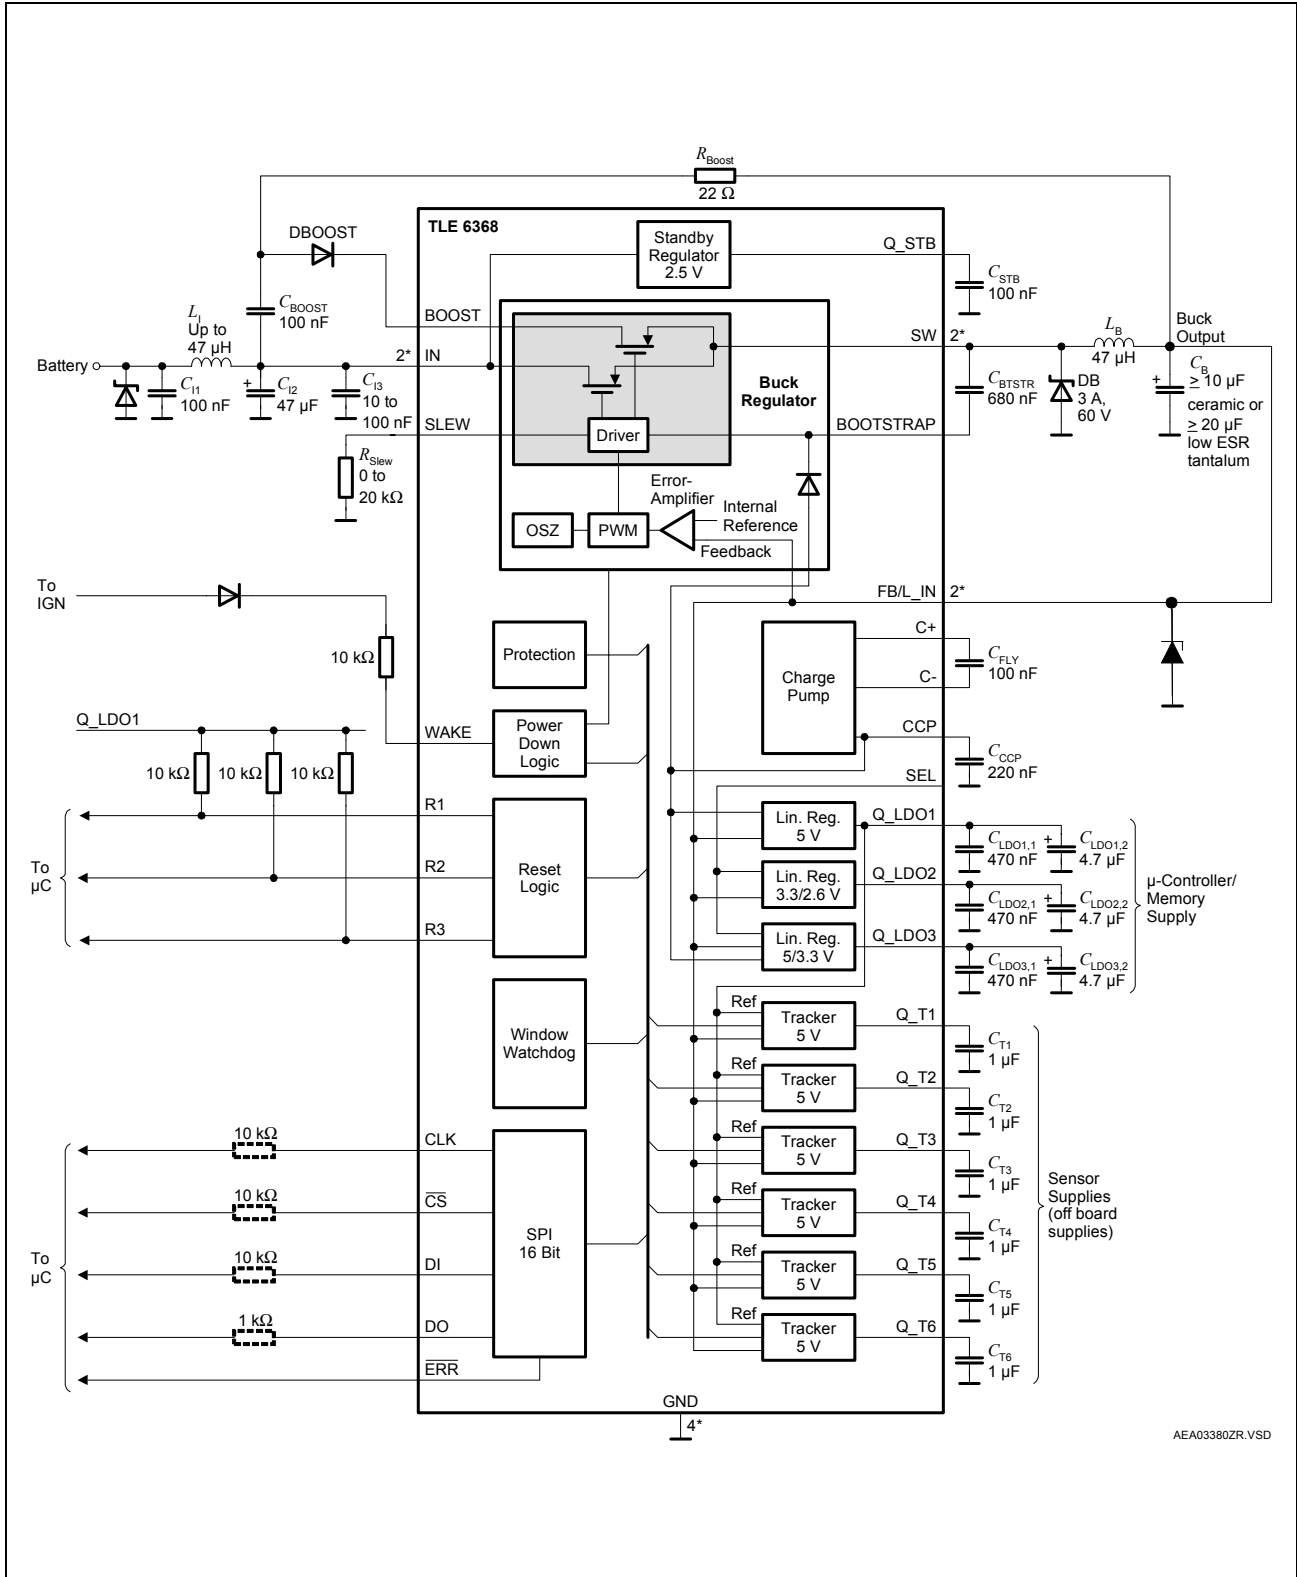 R_Boost
22 Ω
TLE 6368
DBOOST
Standby
Regulator
2.5 V
Q_STB
C_STB
100 nF
C_BOOST
100 nF
L_I
Up to
47 µH
BOOST
Battery
2* IN
SW 2*
L_B
47 µH
Buck
Output
C_I1
100 nF
+
C_I2
47 µF
C_I3
10 to
100 nF
Buck
Regulator
C_BTSTR
680 nF
DB
3 A,
60 V
+
C_B
≥ 10 µF
ceramic or
≥ 20 µF
low ESR
tantalum
SLEW
Driver
BOOTSTRAP
R_Slew
0 to
20 kΩ
Error-
Amplifier
Internal
Reference
OSZ
PWM
Feedback
To
IGN
FB/L_IN 2*
10 kΩ
Protection
Charge
Pump
C+
C-
C_FLY
100 nF
Q_LDO1
WAKE
Power
Down
Logic
CCP
C_CCP
220 nF
10 kΩ 10 kΩ 10 kΩ
SEL
To
µC
R1
R2
R3
Reset
Logic
Lin. Reg.
5 V
Q_LDO1
C_LDO1,1
470 nF
+
C_LDO1,2
4.7 µF
Lin. Reg.
3.3/2.6 V
Q_LDO2
C_LDO2,1
470 nF
+
C_LDO2,2
4.7 µF
Lin. Reg.
5/3.3 V
Q_LDO3
C_LDO3,1
470 nF
+
C_LDO3,2
4.7 µF
µ-Controller/
Memory
Supply
Window
Watchdog
Ref
Tracker
5 V
Q_T1
C_T1
1 µF
Ref
Tracker
5 V
Q_T2
C_T2
1 µF
Ref
Tracker
5 V
Q_T3
C_T3
1 µF
Ref
Tracker
5 V
Q_T4
C_T4
1 µF
Ref
Tracker
5 V
Q_T5
C_T5
1 µF
Ref
Tracker
5 V
Q_T6
C_T6
1 µF
Sensor
Supplies
(off board
supplies)
To
µC
10 kΩ
CLK
10 kΩ
C̅S̅
10 kΩ
DI
1 kΩ
DO
E̅R̅R̅
SPI
16 Bit
GND
4*
AEA03380ZR.VSD